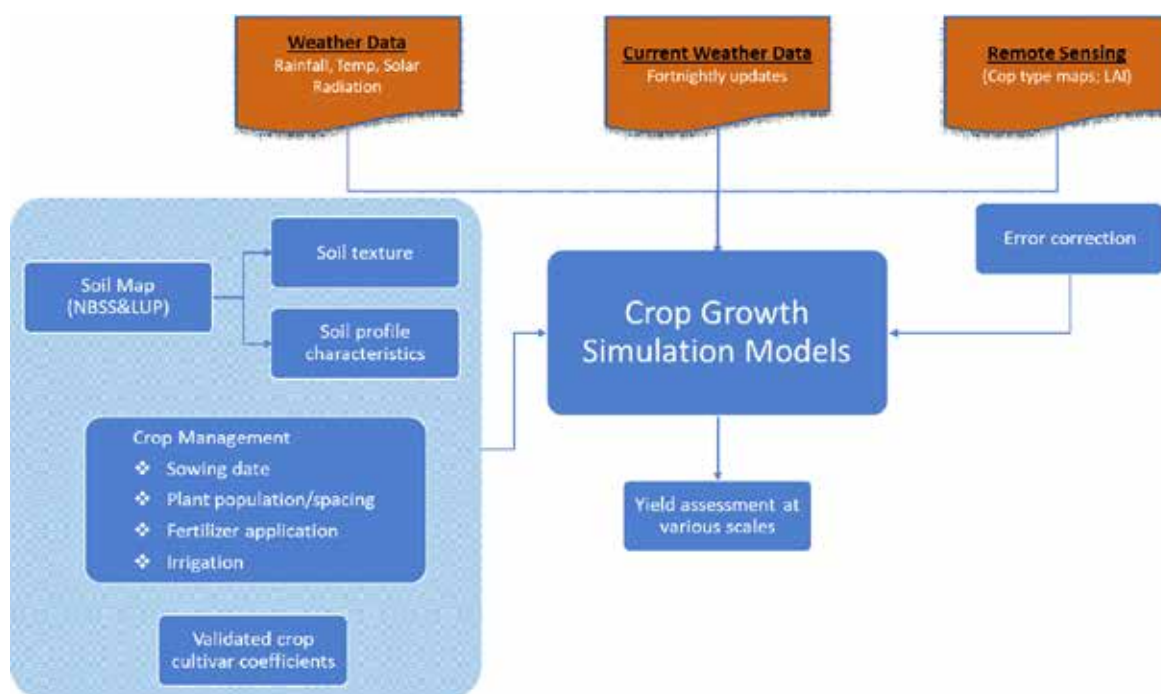 Weather Data
Rainfall, Temp, Solar
Radiation
Current Weather Data
Fortnightly updates
Remote Sensing
(Cop type maps; LAI)
Soil Map
(NBSS&LUP)
Soil texture
Soil profile
characteristics
Error correction
Crop Growth
Simulation Models
Crop Management
❖ Sowing date
❖ Plant population/spacing
❖ Fertilizer application
❖ Irrigation
Yield assessment at
various scales
Validated crop
cultivar coefficients